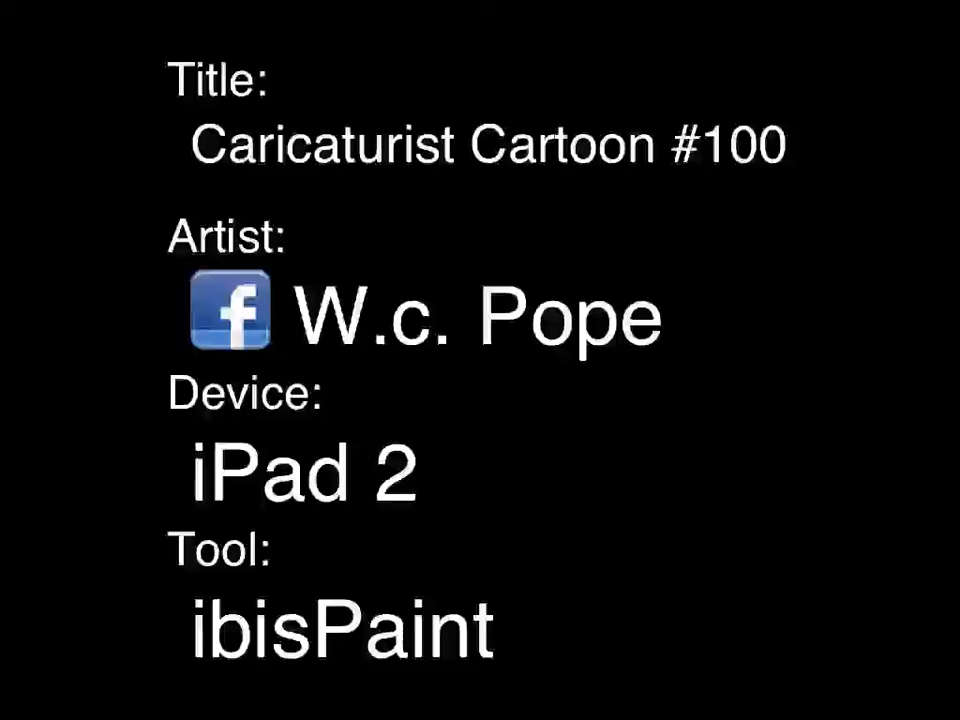 Title:
Caricaturist Cartoon #100
Artist:
W.c. Pope
Device:
iPad 2
Tool:
ibisPaint